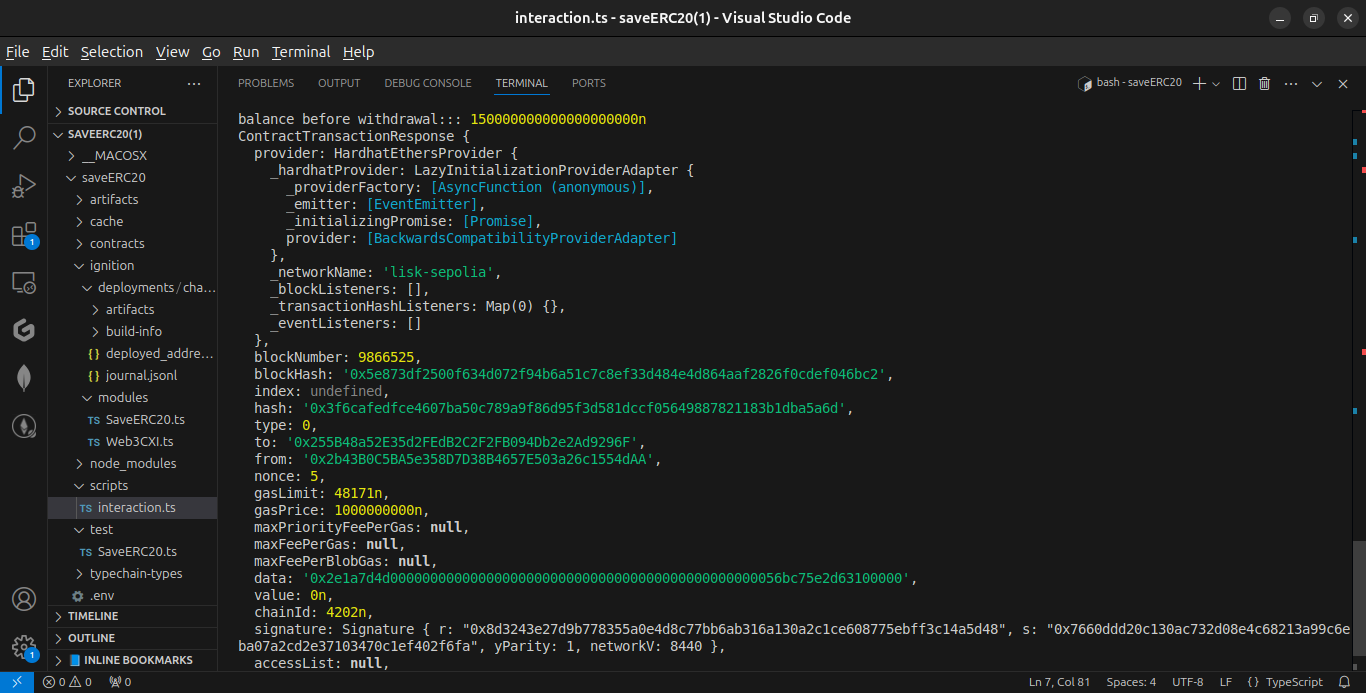 interaction.ts - saveERC20(1) - Visual Studio Code
File Edit Selection View Go Run Terminal Help
EXPLORER
SOURCE CONTROL
SAVEERC20(1)
__MACOSX
saveERC20
artifacts
cache
contracts
ignition
deployments/cha...
artifacts
build-info
{} deployed_addre...
{} journal.jsonl
modules
TS SaveERC20.ts
TS Web3CXI.ts
node_modules
scripts
TS interaction.ts
test
TS SaveERC20.ts
typechain-types
.env
TIMELINE
OUTLINE
INLINE BOOKMARKS
1
1
PROBLEMS OUTPUT DEBUG CONSOLE TERMINAL PORTS
bash - saveERC20
balance before withdrawal::: 150000000000000000000n
ContractTransactionResponse {
provider: HardhatEthersProvider {
_hardhatProvider: LazyInitializationProviderAdapter {
_providerFactory: [AsyncFunction (anonymous)],
_emitter: [EventEmitter],
_initializingPromise: [Promise],
provider: [BackwardsCompatibilityProviderAdapter]
},
_networkName: 'lisk-sepolia',
_blockListeners: [],
_transactionHashListeners: Map(0) {},
_eventListeners: []
},
blockNumber: 9866525,
blockHash: '0x5e873df2500f634d072f94b6a51c7c8ef33d484e4d864aaf2826f0cdef046bc2',
index: undefined,
hash: '0x3f6cafedfce4607ba50c789a9f86d95f3d581dccf05649887821183b1dba5a6d',
type: 0,
to: '0x255B48a52E35d2FEdB2C2F2FB094Db2e2Ad9296F',
from: '0x2b43B0C5BA5e358D7D38B4657E503a26c1554dAA',
nonce: 5,
gasLimit: 48171n,
gasPrice: 1000000000n,
maxPriorityFeePerGas: null,
maxFeePerGas: null,
maxFeePerBlobGas: null,
data: '0x2e1a7d4d0000000000000000000000000000000000000000000000056bc75e2d63100000',
value: 0n,
chainId: 4202n,
signature: Signature { r: "0x8d3243e27d9b778355a0e4d8c77bb6ab316a130a2c1ce608775ebff3c14a5d48", s: "0x7660ddd20c130ac732d08e4c68213a99c6e
ba07a2cd2e37103470c1ef402f6fa", yParity: 1, networkV: 8440 },
accessList: null,
0 0 0 Ln 7, Col 81 Spaces: 4 UTF-8 LF {} TypeScript